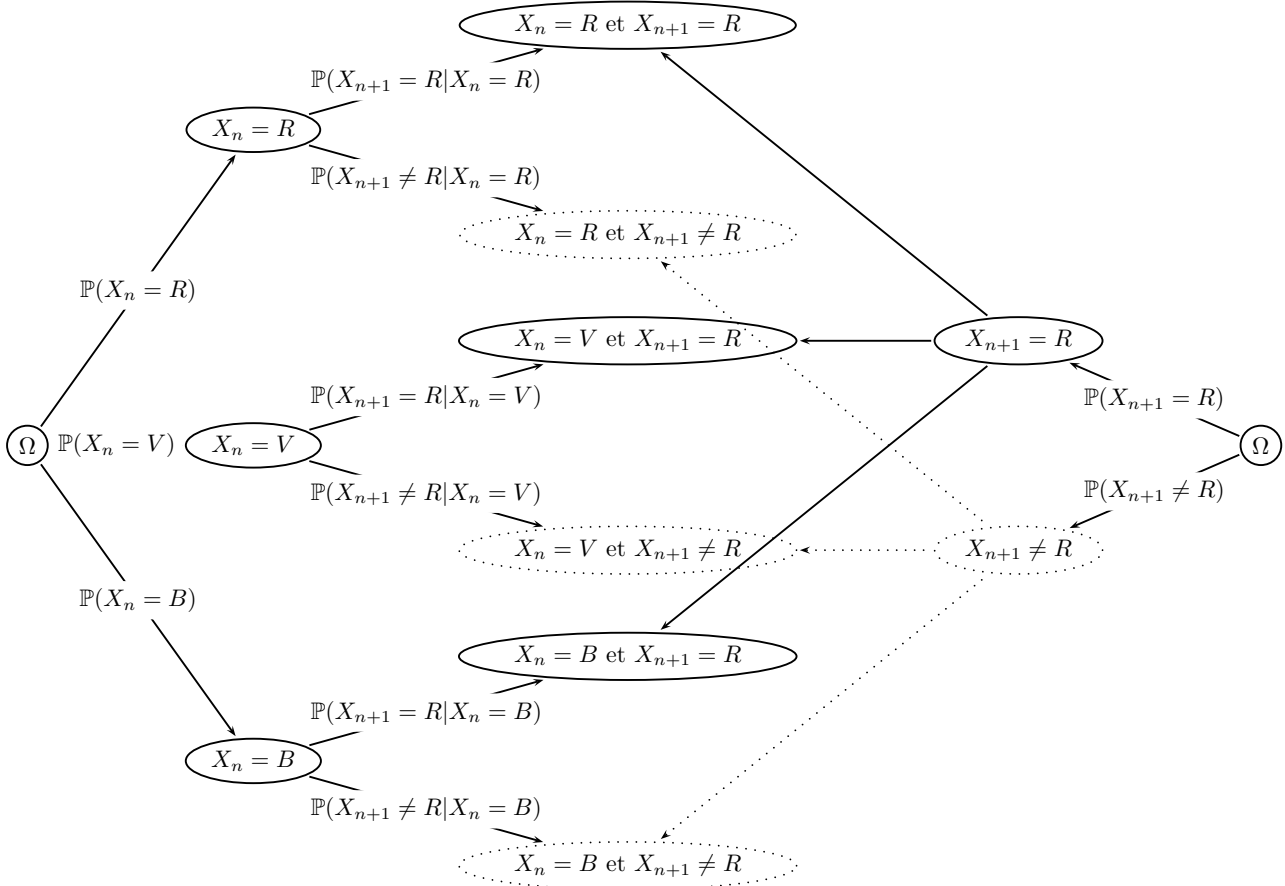 X_n = R et X_{n+1} = R
ℙ(X_{n+1} = R|X_n = R)
X_n = R
ℙ(X_{n+1} ≠ R|X_n = R)
X_n = R et X_{n+1} ≠ R
ℙ(X_n = R)
X_n = V et X_{n+1} = R
X_{n+1} = R
ℙ(X_{n+1} = R|X_n = V)
ℙ(X_{n+1} = R)
Ω
ℙ(X_n = V)
X_n = V
Ω
ℙ(X_{n+1} ≠ R|X_n = V)
ℙ(X_{n+1} ≠ R)
X_n = V et X_{n+1} ≠ R
X_{n+1} ≠ R
ℙ(X_n = B)
X_n = B et X_{n+1} = R
ℙ(X_{n+1} = R|X_n = B)
X_n = B
ℙ(X_{n+1} ≠ R|X_n = B)
X_n = B et X_{n+1} ≠ R